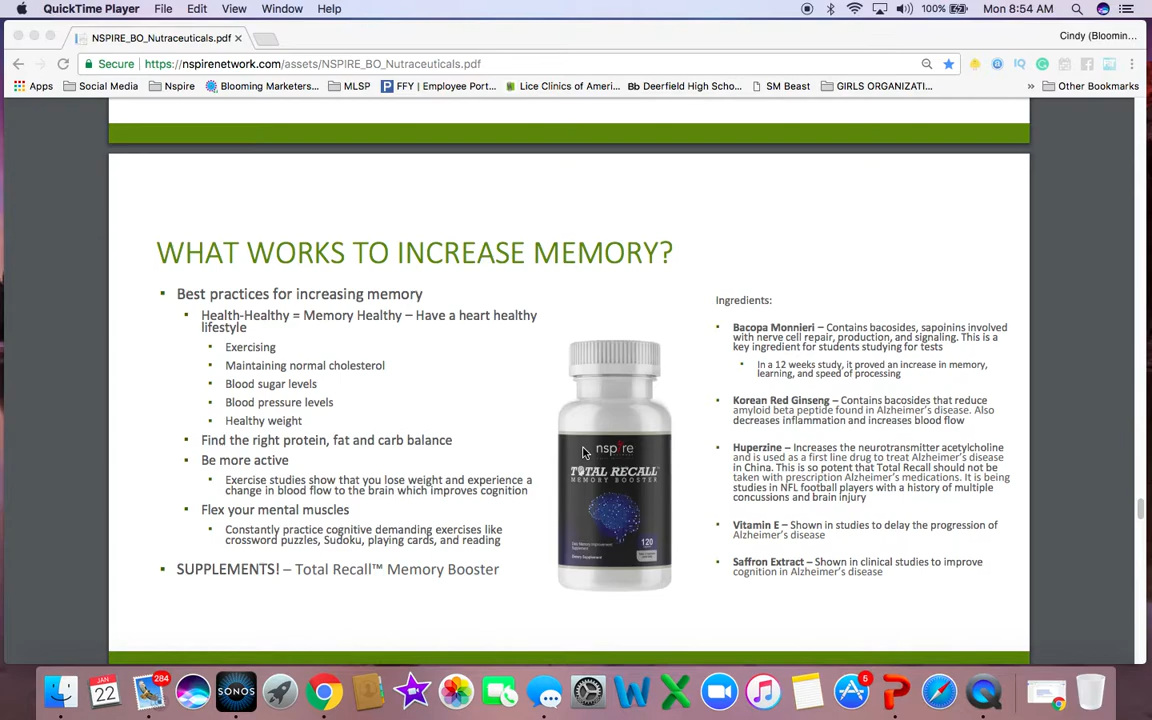 QuickTime Player File Edit View Window Help 100% Mon 8:54 AM
NSPIRE_BO_Nutraceuticals.pdf Cindy (Bloomin...
Secure https://nspirenetwork.com/assets/NSPIRE_BO_Nutraceuticals.pdf
Apps Social Media Nspire Blooming Marketers... MLSP FFY | Employee Port... Lice Clinics of Ameri... Bb Deerfield High Scho... SM Beast GIRLS ORGANIZATI... » Other Bookmarks
WHAT WORKS TO INCREASE MEMORY?
Best practices for increasing memory
Health-Healthy = Memory Healthy – Have a heart healthy
lifestyle
Exercising
Maintaining normal cholesterol
Blood sugar levels
Blood pressure levels
Healthy weight
Find the right protein, fat and carb balance
Be more active
Exercise studies show that you lose weight and experience a
change in blood flow to the brain which improves cognition
Flex your mental muscles
Constantly practice cognitive demanding exercises like
crossword puzzles, Sudoku, playing cards, and reading
SUPPLEMENTS! – Total Recall™ Memory Booster
nspire
TOTAL RECALL™
MEMORY BOOSTER
120
Ingredients:
Bacopa Monnieri – Contains bacosides, sapoinins involved
with nerve cell repair, production, and signaling. This is a
key ingredient for students studying for tests
In a 12 weeks study, it proved an increase in memory,
learning, and speed of processing
Korean Red Ginseng – Contains bacosides that reduce
amyloid beta peptide found in Alzheimer's disease. Also
decreases inflammation and increases blood flow
Huperzine – Increases the neurotransmitter acetylcholine
and is used as a first line drug to treat Alzheimer's disease
in China. This is so potent that Total Recall should not be
taken with prescription Alzheimer's medications. It is being
studies in NFL football players with a history of multiple
concussions and brain injury
Vitamin E – Shown in studies to delay the progression of
Alzheimer's disease
Saffron Extract – Shown in clinical studies to improve
cognition in Alzheimer's disease
JAN
22
284
SONOS
6